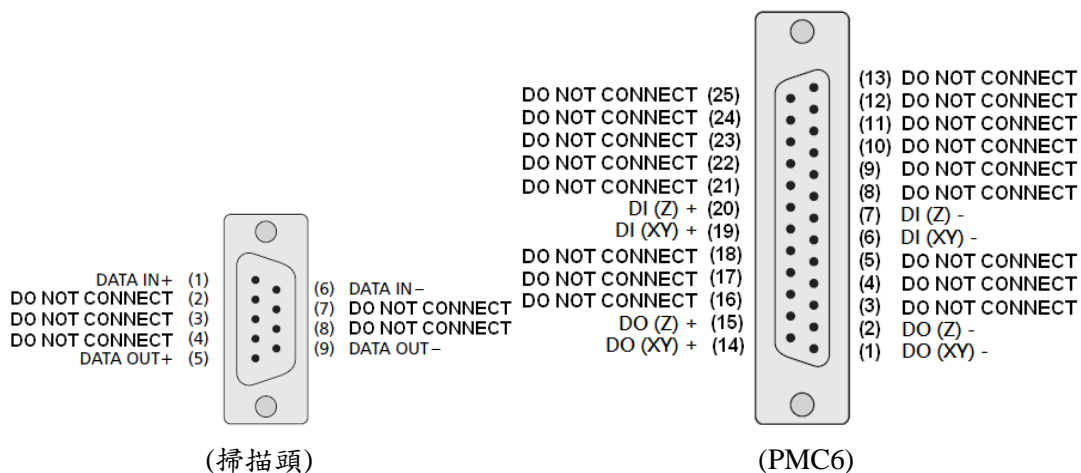 DATA IN+ (1)
DO NOT CONNECT (2)
DO NOT CONNECT (3)
DO NOT CONNECT (4)
DATA OUT+ (5)
(6) DATA IN−
(7) DO NOT CONNECT
(8) DO NOT CONNECT
(9) DATA OUT−
(掃描頭)
DO NOT CONNECT (25)
DO NOT CONNECT (24)
DO NOT CONNECT (23)
DO NOT CONNECT (22)
DO NOT CONNECT (21)
DI (Z) + (20)
DI (XY) + (19)
DO NOT CONNECT (18)
DO NOT CONNECT (17)
DO NOT CONNECT (16)
DO (Z) + (15)
DO (XY) + (14)
(13) DO NOT CONNECT
(12) DO NOT CONNECT
(11) DO NOT CONNECT
(10) DO NOT CONNECT
(9) DO NOT CONNECT
(8) DO NOT CONNECT
(7) DI (Z) -
(6) DI (XY) -
(5) DO NOT CONNECT
(4) DO NOT CONNECT
(3) DO NOT CONNECT
(2) DO (Z) -
(1) DO (XY) -
(PMC6)